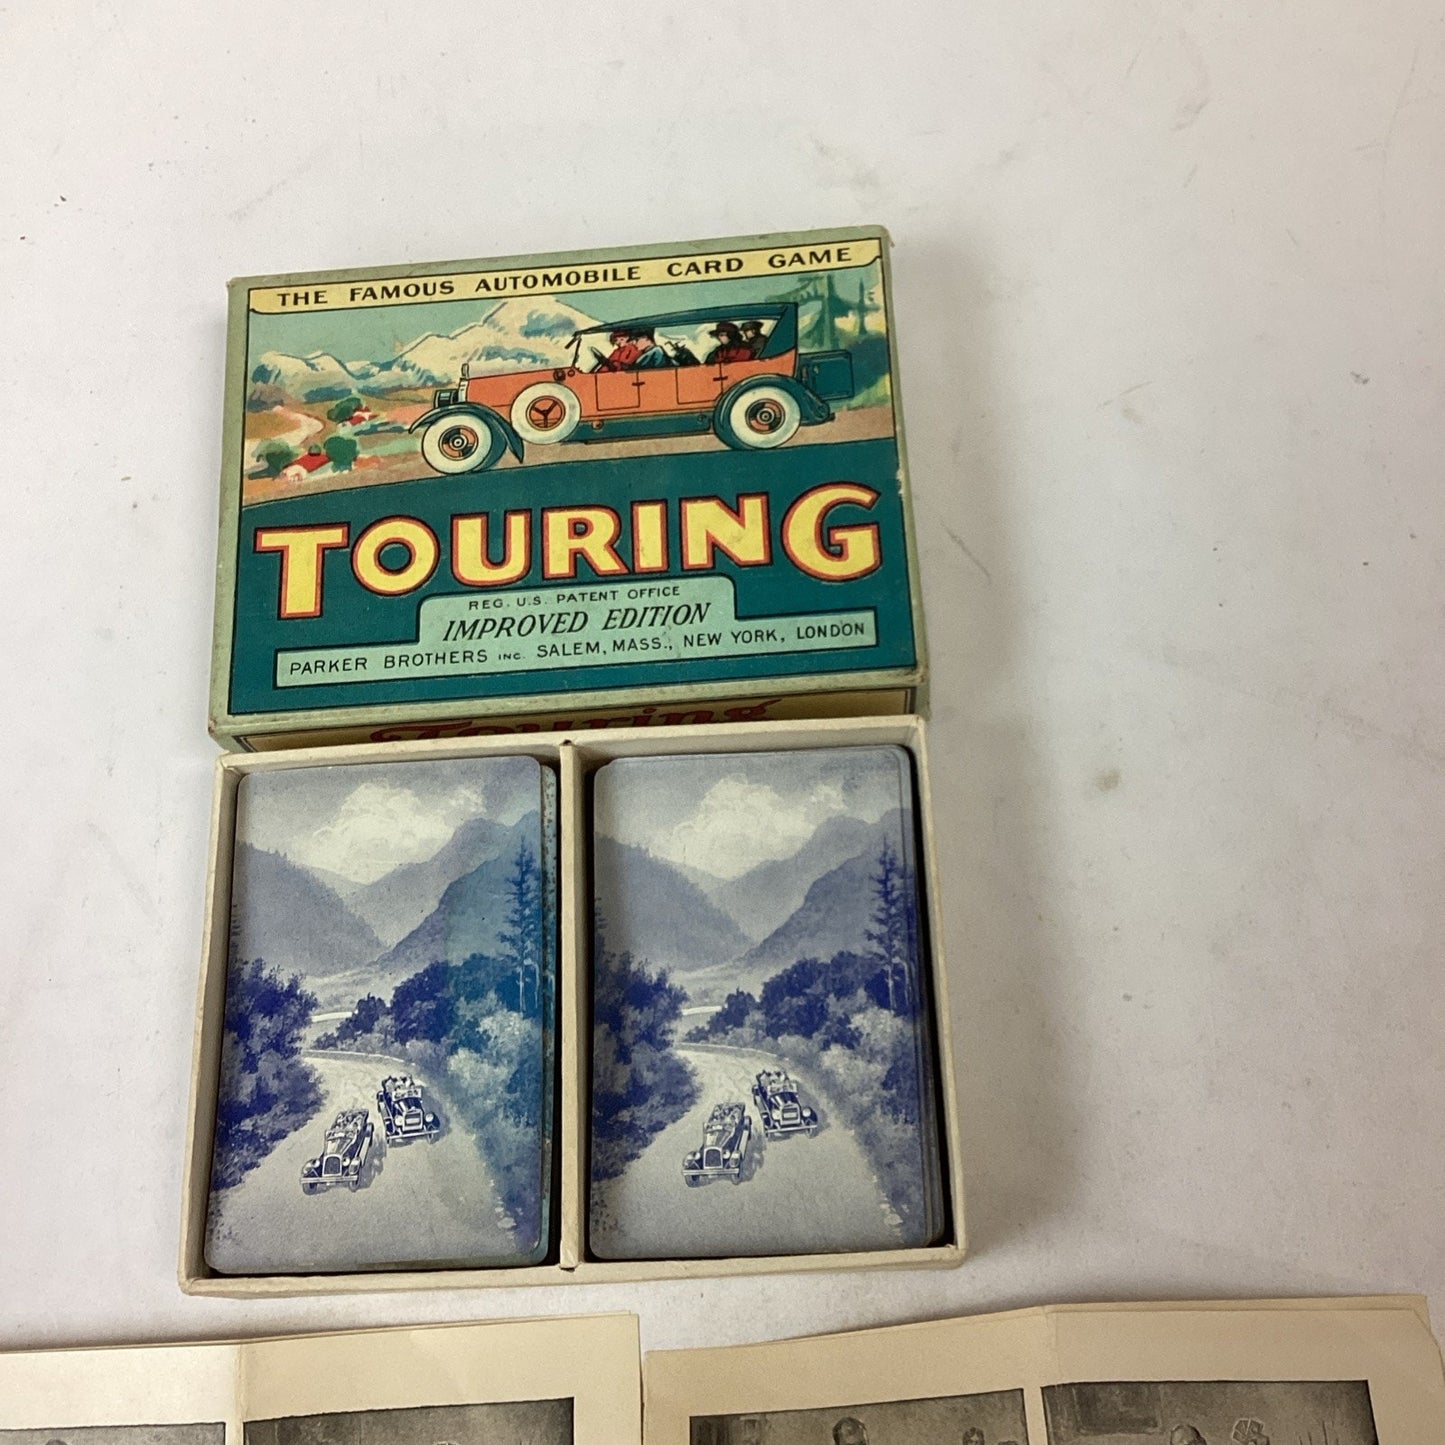 THE FAMOUS AUTOMOBILE CARD GAME
TOURING
REG. U.S. PATENT OFFICE
IMPROVED EDITION
PARKER BROTHERS INC. SALEM, MASS., NEW YORK, LONDON
Touring